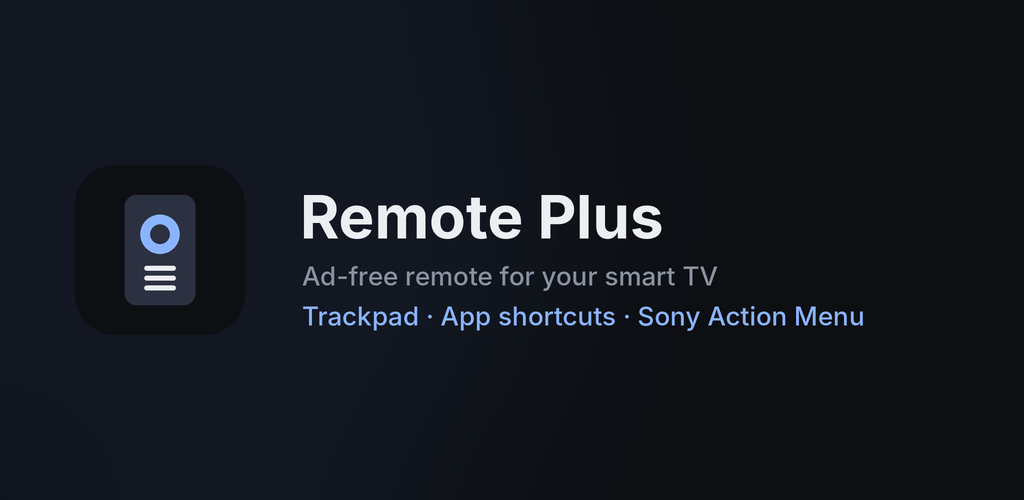 Remote Plus
Ad-free remote for your smart TV
Trackpad · App shortcuts · Sony Action Menu